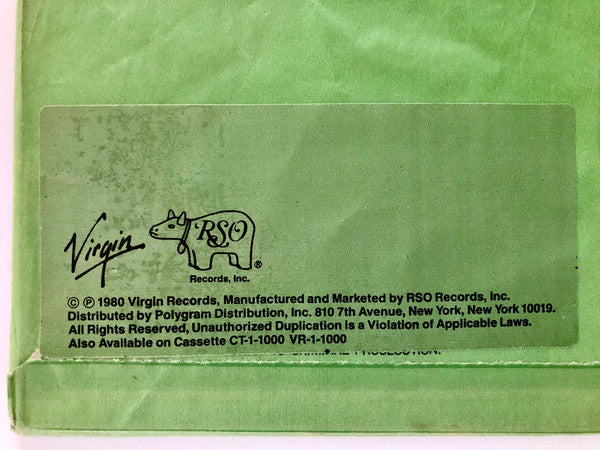 Virgin RSO
Records, Inc. ®
© ℗ 1980 Virgin Records, Manufactured and Marketed by RSO Records, Inc.
Distributed by Polygram Distribution, Inc. 810 7th Avenue, New York, New York 10019.
All Rights Reserved, Unauthorized Duplication is a Violation of Applicable Laws.
Also Available on Cassette CT-1-1000 VR-1-1000